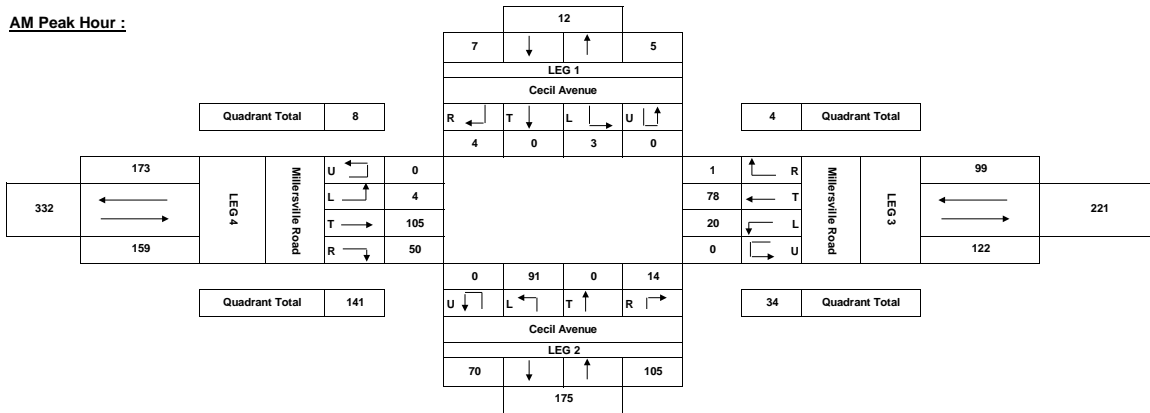 AM Peak Hour :
12
7 5
LEG 1
Cecil Avenue
Quadrant Total 8
R T L U
4 Quadrant Total
4 0 3 0
173
U 0
1 R
99
332
LEG 4
Millersville Road
L 4
78 T
Millersville Road
LEG 3
221
T 105
20 L
159
R 50
0 U
122
0 91 0 14
Quadrant Total 141
U L T R
34 Quadrant Total
Cecil Avenue
LEG 2
70 105
175